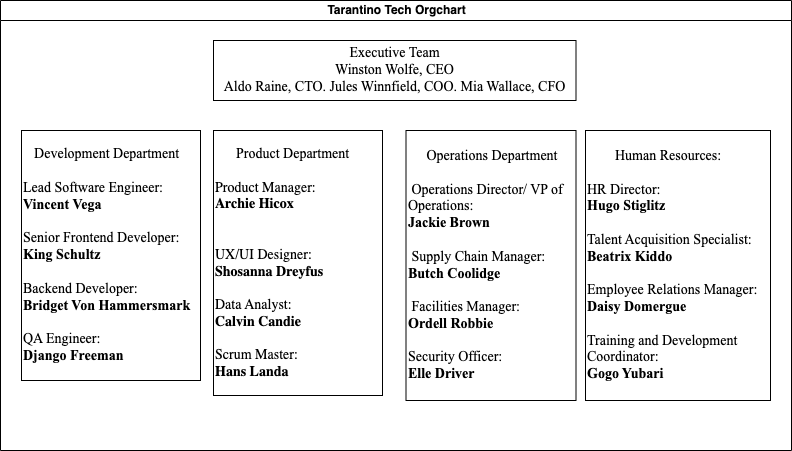 Tarantino Tech Orgchart
Executive Team
Winston Wolfe, CEO
Aldo Raine, CTO. Jules Winnfield, COO. Mia Wallace, CFO
Development Department
Lead Software Engineer:
Vincent Vega
Senior Frontend Developer:
King Schultz
Backend Developer:
Bridget Von Hammersmark
QA Engineer:
Django Freeman
Product Department
Product Manager:
Archie Hicox
UX/UI Designer:
Shosanna Dreyfus
Data Analyst:
Calvin Candie
Scrum Master:
Hans Landa
Operations Department
Operations Director/ VP of
Operations:
Jackie Brown
Supply Chain Manager:
Butch Coolidge
Facilities Manager:
Ordell Robbie
Security Officer:
Elle Driver
Human Resources:
HR Director:
Hugo Stiglitz
Talent Acquisition Specialist:
Beatrix Kiddo
Employee Relations Manager:
Daisy Domergue
Training and Development
Coordinator:
Gogo Yubari